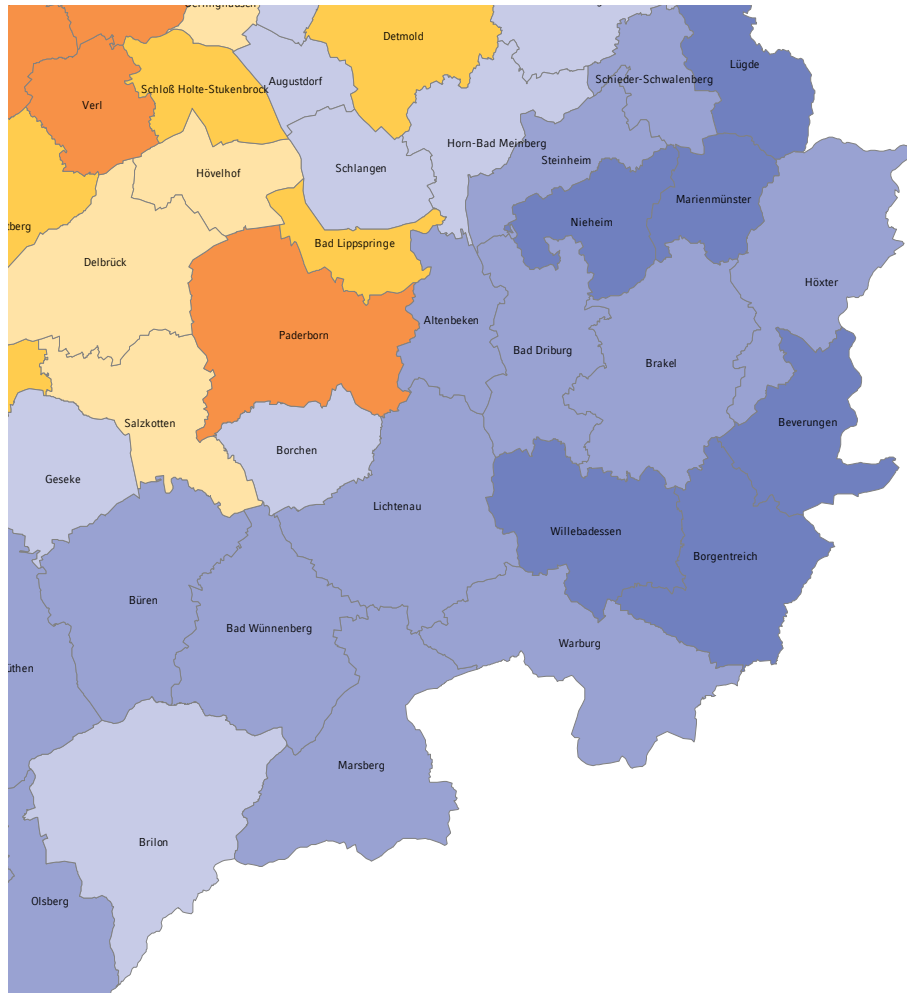 Detmold
Lügde
Schieder-Schwalenberg
Augustdorf
Schloß Holte-Stukenbrock
Verl
Horn-Bad Meinberg
Steinheim
Schlangen
Hövelhof
Marienmünster
Nieheim
Bad Lippspringe
Delbrück
Höxter
Altenbeken
Paderborn
Bad Driburg
Brakel
Salzkotten
Beverungen
Borchen
Geseke
Lichtenau
Willebadessen
Borgentreich
Büren
Bad Wünnenberg
Warburg
üthen
Marsberg
Brilon
Olsberg